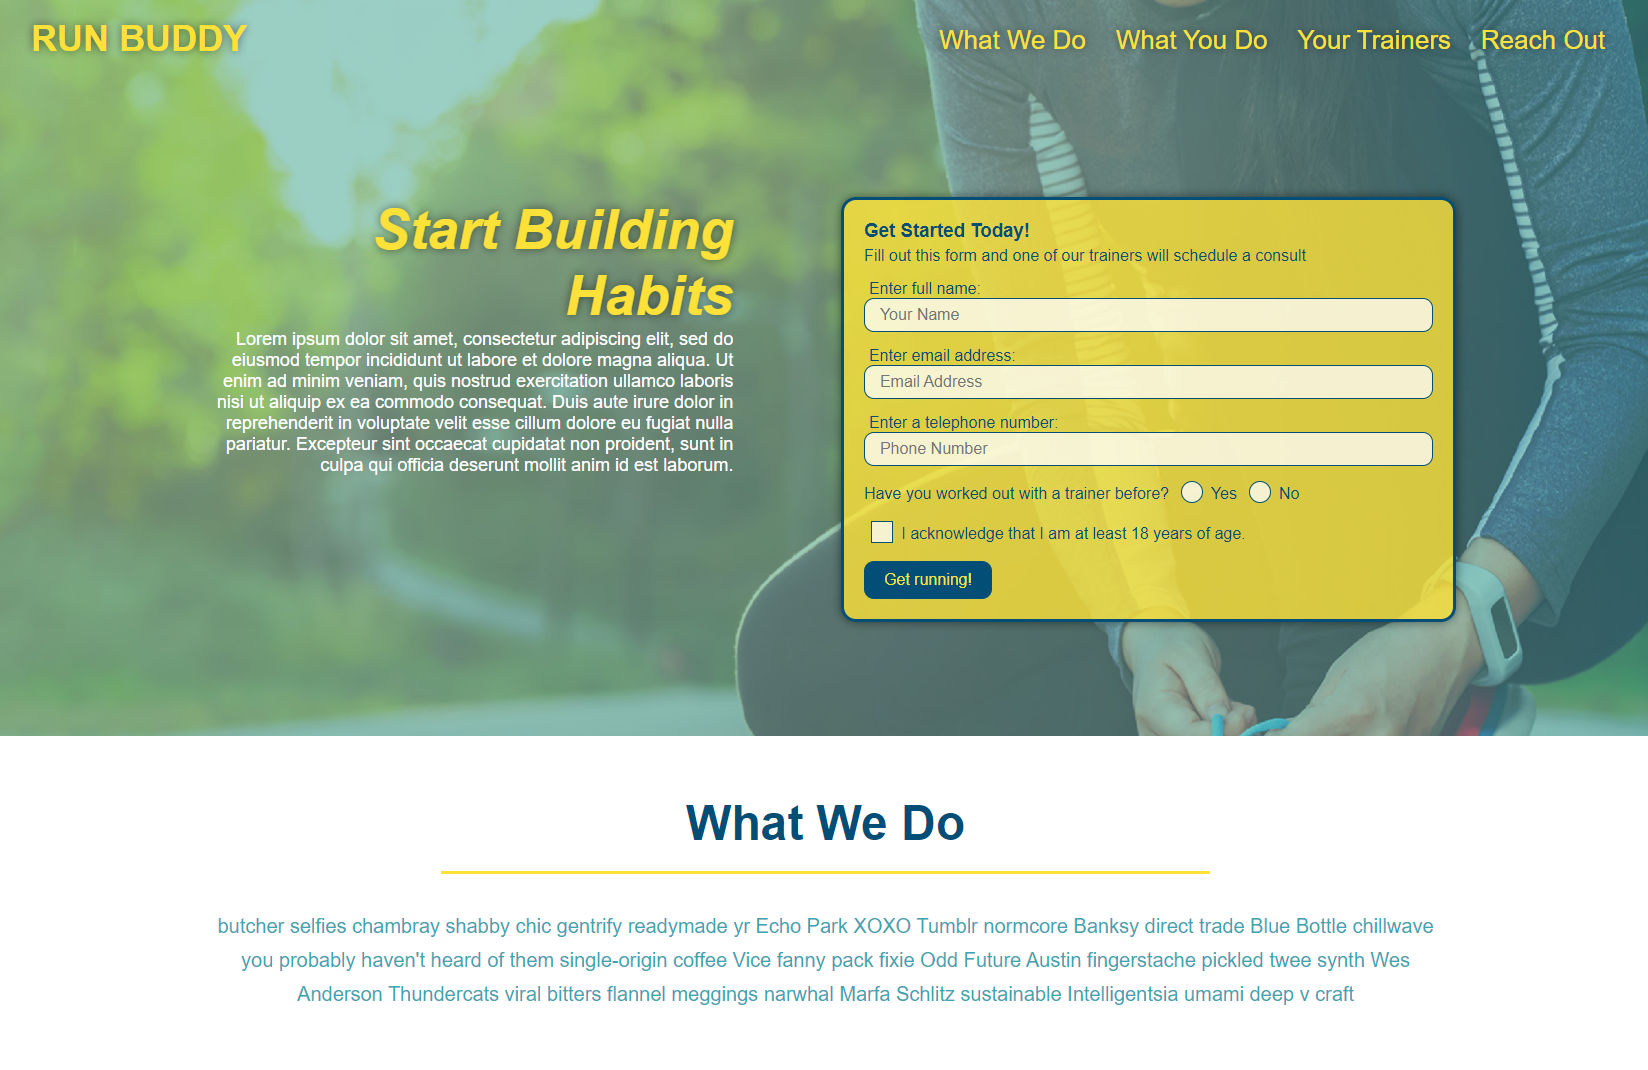 RUN BUDDY
What We Do
What You Do
Your Trainers
Reach Out
Start Building
Habits
Lorem ipsum dolor sit amet, consectetur adipiscing elit, sed do
eiusmod tempor incididunt ut labore et dolore magna aliqua. Ut
enim ad minim veniam, quis nostrud exercitation ullamco laboris
nisi ut aliquip ex ea commodo consequat. Duis aute irure dolor in
reprehenderit in voluptate velit esse cillum dolore eu fugiat nulla
pariatur. Excepteur sint occaecat cupidatat non proident, sunt in
culpa qui officia deserunt mollit anim id est laborum.
Get Started Today!
Fill out this form and one of our trainers will schedule a consult
Enter full name:
Your Name
Enter email address:
Email Address
Enter a telephone number:
Phone Number
Have you worked out with a trainer before? Yes No
I acknowledge that I am at least 18 years of age.
Get running!
What We Do
butcher selfies chambray shabby chic gentrify readymade yr Echo Park XOXO Tumblr normcore Banksy direct trade Blue Bottle chillwave
you probably haven't heard of them single-origin coffee Vice fanny pack fixie Odd Future Austin fingerstache pickled twee synth Wes
Anderson Thundercats viral bitters flannel meggings narwhal Marfa Schlitz sustainable Intelligentsia umami deep v craft